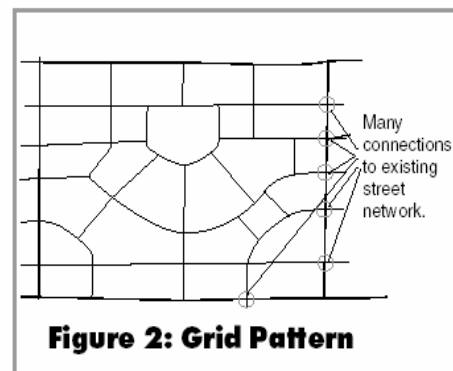 Many
connections
to existing
street
network.
Figure 2: Grid Pattern